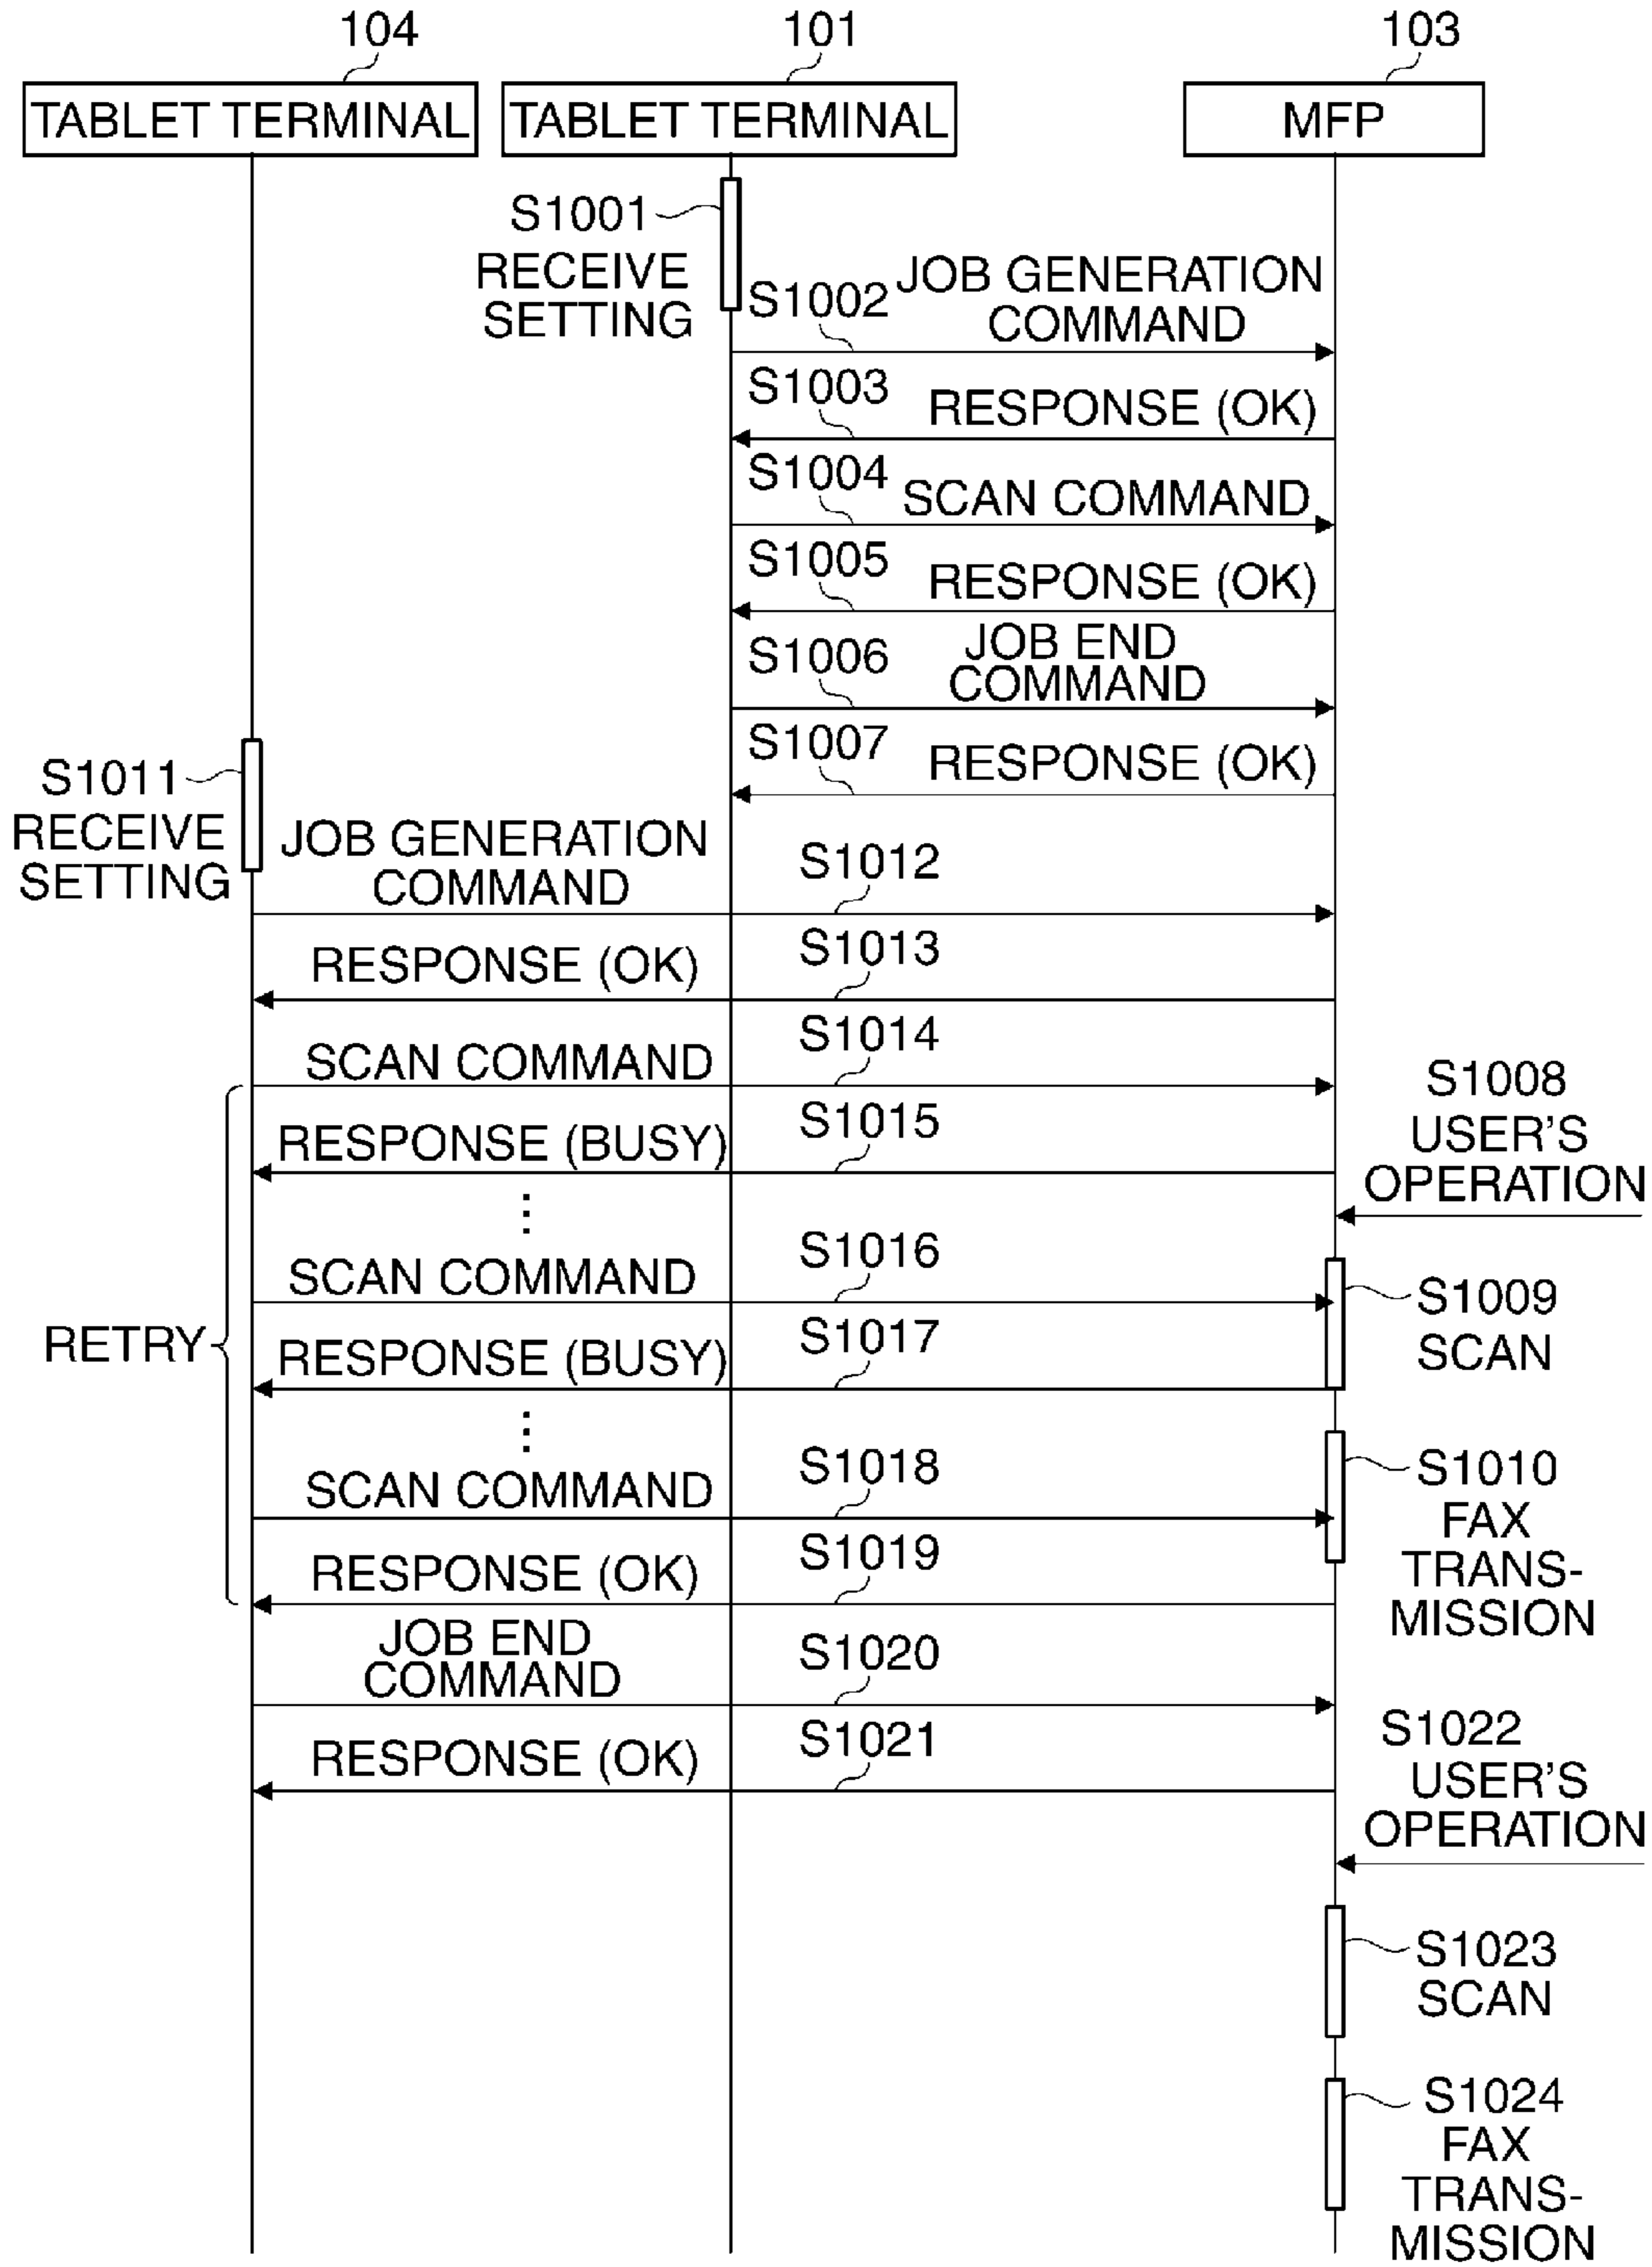 104
101
103
TABLET TERMINAL
TABLET TERMINAL
MFP
S1001
RECEIVE
SETTING
S1002
JOB GENERATION
COMMAND
S1003
RESPONSE (OK)
S1004
SCAN COMMAND
S1005
RESPONSE (OK)
S1006
JOB END
COMMAND
S1007
RESPONSE (OK)
S1011
RECEIVE
SETTING
JOB GENERATION
COMMAND
S1012
RESPONSE (OK)
S1013
SCAN COMMAND
S1014
S1008
USER'S
OPERATION
RESPONSE (BUSY)
S1015
SCAN COMMAND
S1016
S1009
SCAN
RETRY
RESPONSE (BUSY)
S1017
SCAN COMMAND
S1018
S1010
FAX
TRANS-
MISSION
RESPONSE (OK)
S1019
JOB END
COMMAND
S1020
RESPONSE (OK)
S1021
S1022
USER'S
OPERATION
S1023
SCAN
S1024
FAX
TRANS-
MISSION